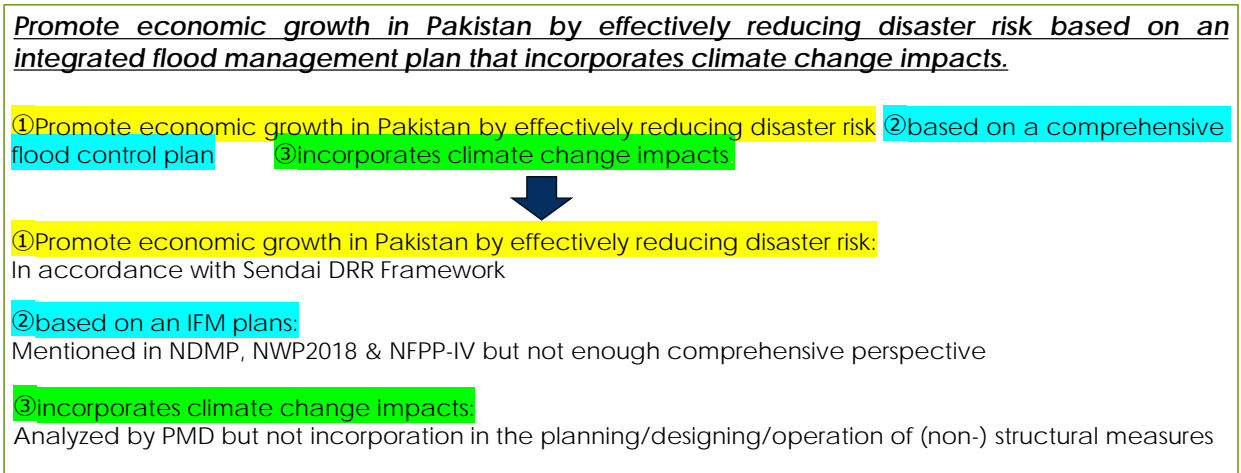 Promote economic growth in Pakistan by effectively reducing disaster risk based on an
integrated flood management plan that incorporates climate change impacts.
①Promote economic growth in Pakistan by effectively reducing disaster risk ②based on a comprehensive
flood control plan ③incorporates climate change impacts.
①Promote economic growth in Pakistan by effectively reducing disaster risk:
In accordance with Sendai DRR Framework
②based on an IFM plans:
Mentioned in NDMP, NWP2018 & NFPP-IV but not enough comprehensive perspective
③incorporates climate change impacts:
Analyzed by PMD but not incorporation in the planning/designing/operation of (non-) structural measures